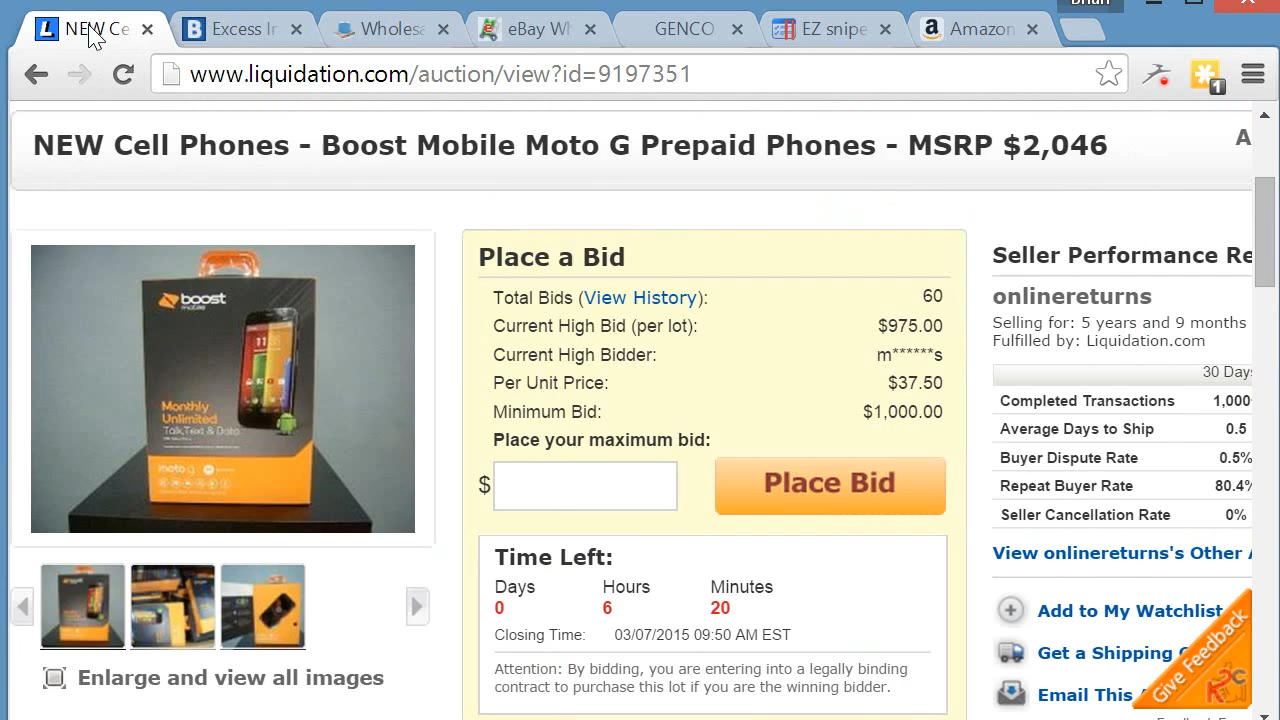 Brian
NEW Ce
Excess In
Wholesa
eBay Wh
GENCO
EZ snipe
Amazon
www.liquidation.com/auction/view?id=9197351
1
NEW Cell Phones - Boost Mobile Moto G Prepaid Phones - MSRP $2,046
A
boost
mobile
11
Monthly
Unlimited
Talk, Text & Data
moto g
Enlarge and view all images
Place a Bid
Total Bids (View History): 60
Current High Bid (per lot): $975.00
Current High Bidder: m******s
Per Unit Price: $37.50
Minimum Bid: $1,000.00
Place your maximum bid:
$
Place Bid
Time Left:
Days Hours Minutes
0 6 20
Closing Time: 03/07/2015 09:50 AM EST
Attention: By bidding, you are entering into a legally binding
contract to purchase this lot if you are the winning bidder.
Seller Performance Re
onlinereturns
Selling for: 5 years and 9 months
Fulfilled by: Liquidation.com
30 Days
Completed Transactions 1,000
Average Days to Ship 0.5
Buyer Dispute Rate 0.5%
Repeat Buyer Rate 80.4%
Seller Cancellation Rate 0%
View onlinereturns's Other A
Add to My Watchlist
Get a Shipping
Email This
Give Feedback